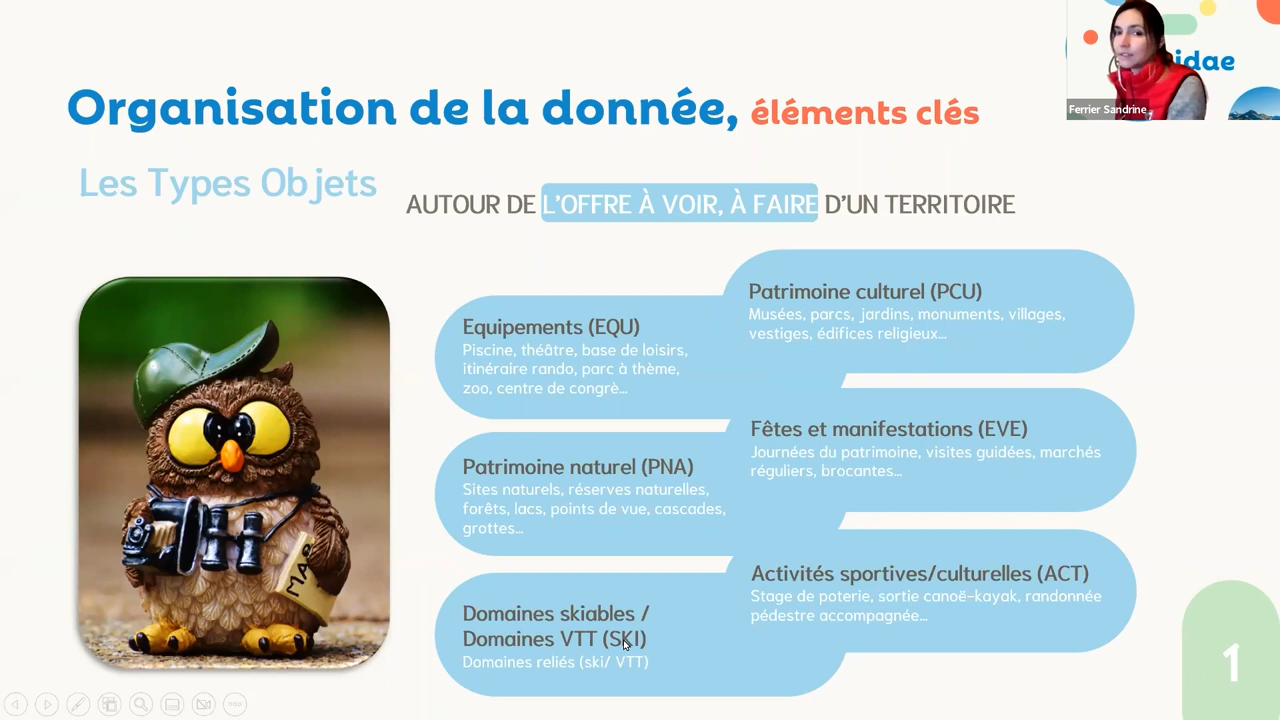 Organisation de la donnée, éléments clés
idae
Ferrier Sandrine
Les Types Objets
AUTOUR DE L'OFFRE À VOIR, À FAIRE D'UN TERRITOIRE
Equipements (EQU)
Piscine, théâtre, base de loisirs,
itinéraire rando, parc à thème,
zoo, centre de congrè...
Patrimoine culturel (PCU)
Musées, parcs, jardins, monuments, villages,
vestiges, édifices religieux...
Patrimoine naturel (PNA)
Sites naturels, réserves naturelles,
forêts, lacs, points de vue, cascades,
grottes...
Fêtes et manifestations (EVE)
Journées du patrimoine, visites guidées, marchés
réguliers, brocantes...
Domaines skiables /
Domaines VTT (SKI)
Domaines reliés (ski/ VTT)
Activités sportives/culturelles (ACT)
Stage de poterie, sortie canoë-kayak, randonnée
pédestre accompagnée...
MAP
1